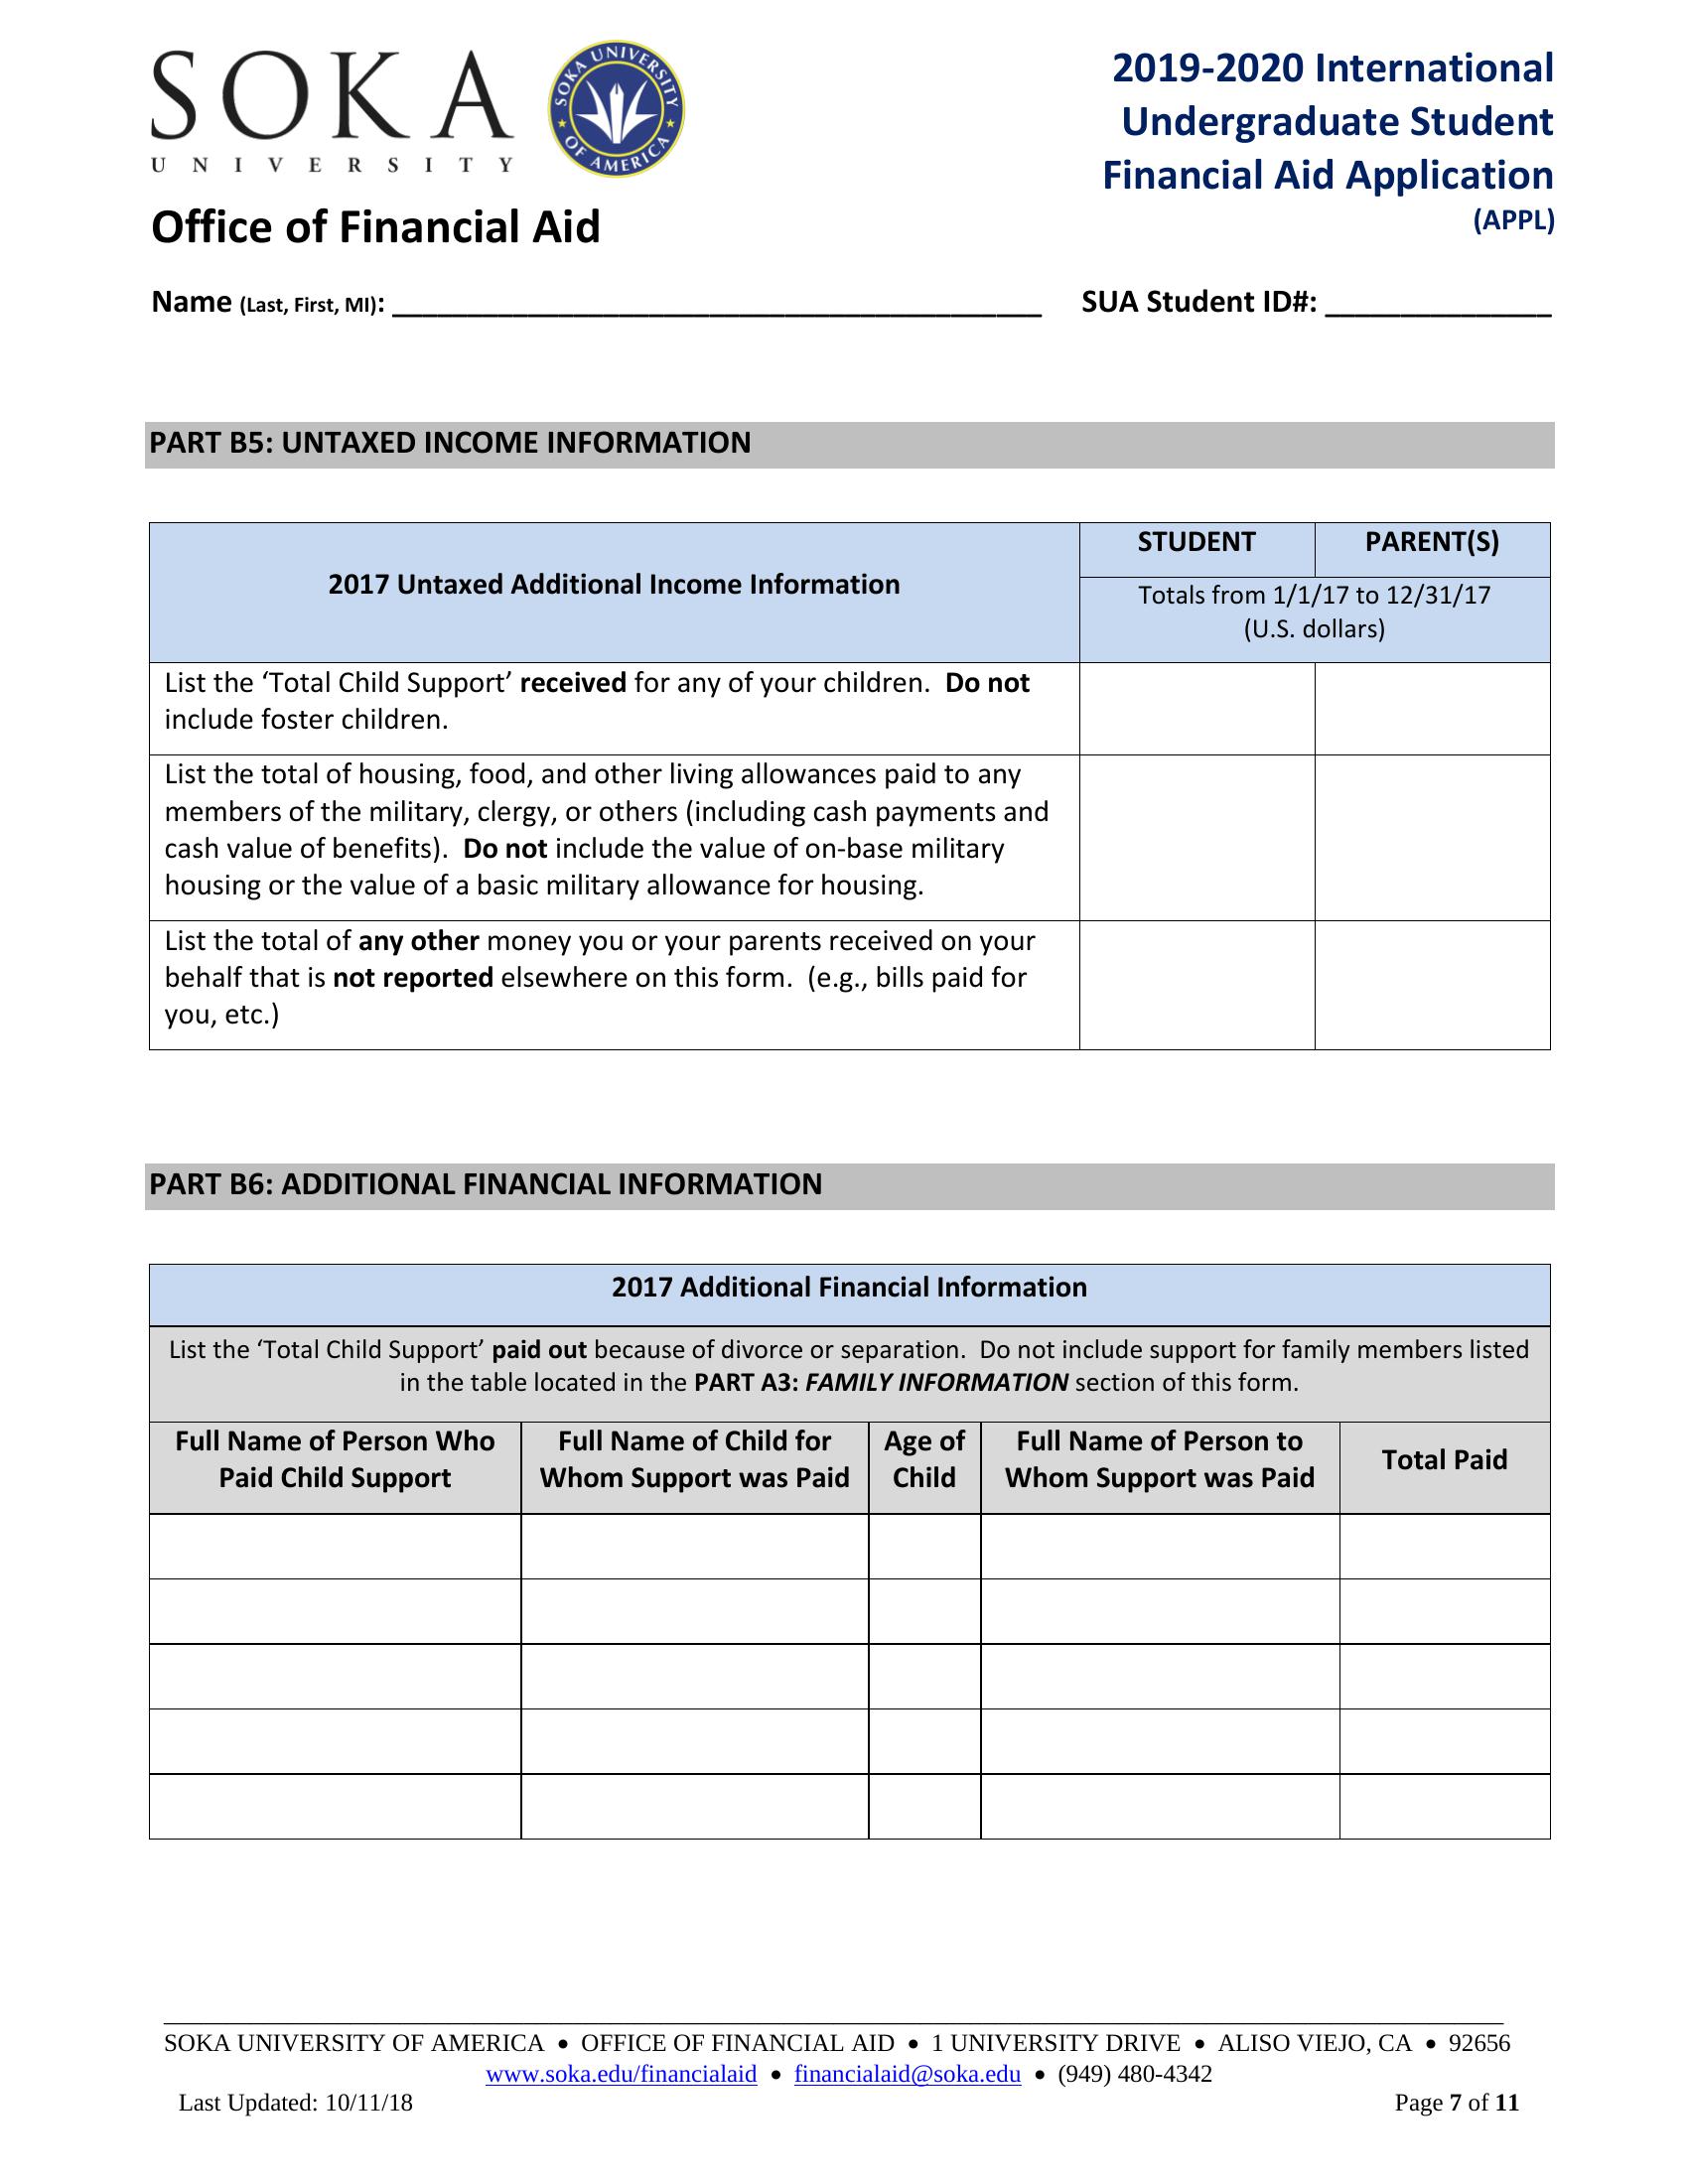 SOKA
UNIVERSITY
SOKA UNIVERSITY OF AMERICA
2019-2020 International
Undergraduate Student
Financial Aid Application
(APPL)
Office of Financial Aid
Name (Last, First, MI): ___________________________________________ SUA Student ID#: _______________
PART B5: UNTAXED INCOME INFORMATION
2017 Untaxed Additional Income Information
STUDENT PARENT(S)
Totals from 1/1/17 to 12/31/17
(U.S. dollars)
List the ‘Total Child Support’ received for any of your children. Do not
include foster children.
List the total of housing, food, and other living allowances paid to any
members of the military, clergy, or others (including cash payments and
cash value of benefits). Do not include the value of on-base military
housing or the value of a basic military allowance for housing.
List the total of any other money you or your parents received on your
behalf that is not reported elsewhere on this form. (e.g., bills paid for
you, etc.)
PART B6: ADDITIONAL FINANCIAL INFORMATION
2017 Additional Financial Information
List the ‘Total Child Support’ paid out because of divorce or separation. Do not include support for family members listed
in the table located in the PART A3: FAMILY INFORMATION section of this form.
Full Name of Person Who
Paid Child Support
Full Name of Child for
Whom Support was Paid
Age of
Child
Full Name of Person to
Whom Support was Paid
Total Paid
SOKA UNIVERSITY OF AMERICA • OFFICE OF FINANCIAL AID • 1 UNIVERSITY DRIVE • ALISO VIEJO, CA • 92656
www.soka.edu/financialaid • financialaid@soka.edu • (949) 480-4342
Last Updated: 10/11/18 Page 7 of 11